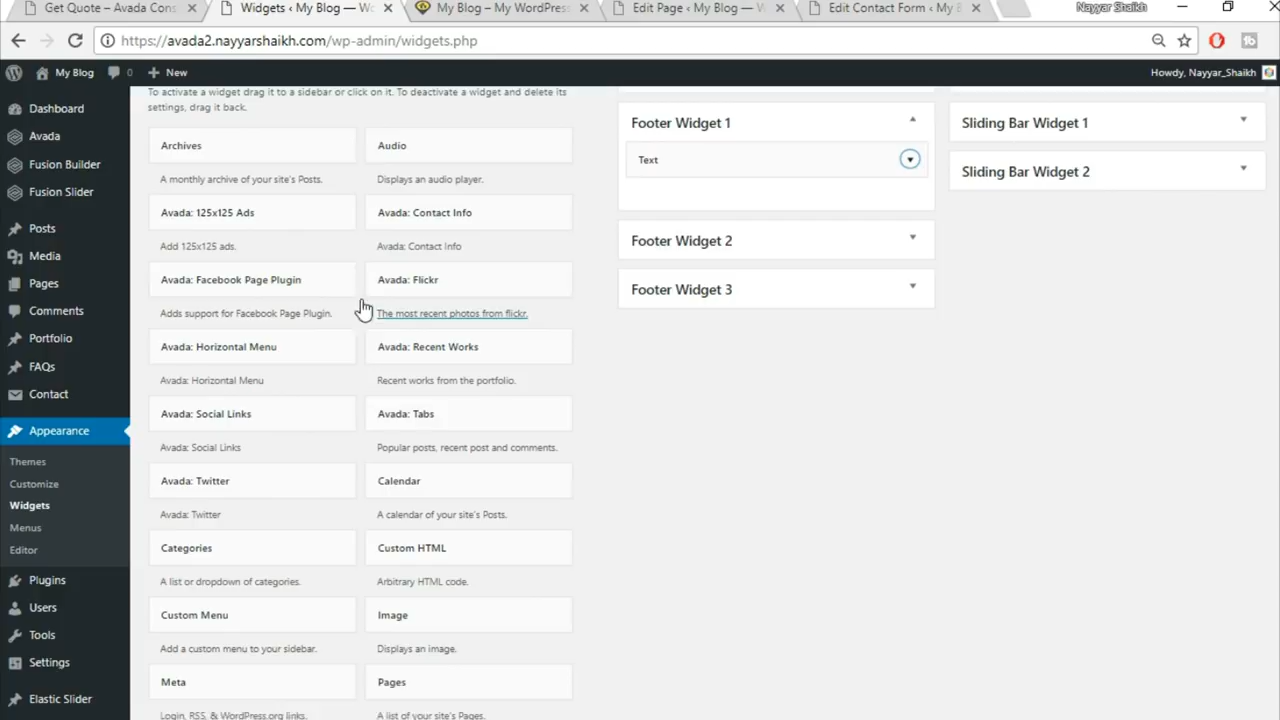 Get Quote – Avada Cons
Widgets ‹ My Blog — W
My Blog – My WordPress
Edit Page ‹ My Blog — W
Edit Contact Form ‹ My B
Nayyar Shaikh
https://avada2.nayyarshaikh.com/wp-admin/widgets.php
My Blog
0
New
Howdy, Nayyar_Shaikh
Dashboard
Avada
Fusion Builder
Fusion Slider
Posts
Media
Pages
Comments
Portfolio
FAQs
Contact
Appearance
Themes
Customize
Widgets
Menus
Editor
Plugins
Users
Tools
Settings
Elastic Slider
To activate a widget drag it to a sidebar or click on it. To deactivate a widget and delete its
settings, drag it back.
Archives
Audio
A monthly archive of your site's Posts.
Displays an audio player.
Avada: 125x125 Ads
Avada: Contact Info
Add 125x125 ads.
Avada: Contact Info
Avada: Facebook Page Plugin
Avada: Flickr
Adds support for Facebook Page Plugin.
The most recent photos from flickr.
Avada: Horizontal Menu
Avada: Recent Works
Avada: Horizontal Menu
Recent works from the portfolio.
Avada: Social Links
Avada: Tabs
Avada: Social Links
Popular posts, recent post and comments.
Avada: Twitter
Calendar
Avada: Twitter
A calendar of your site's Posts.
Categories
Custom HTML
A list or dropdown of categories.
Arbitrary HTML code.
Custom Menu
Image
Add a custom menu to your sidebar.
Displays an image.
Meta
Pages
Login, RSS, & WordPress.org links.
A list of your site's Pages.
Footer Widget 1
Text
Footer Widget 2
Footer Widget 3
Sliding Bar Widget 1
Sliding Bar Widget 2